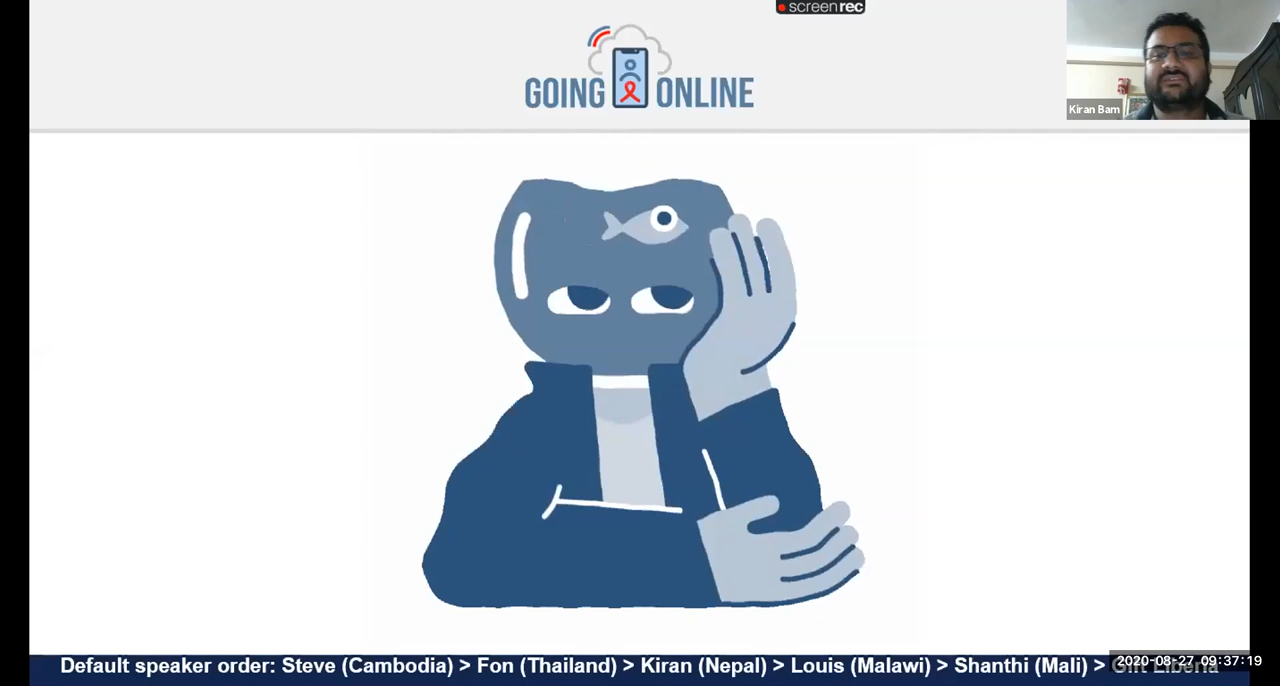 screenrec
GOING ONLINE
Kiran Bam
Default speaker order: Steve (Cambodia) > Fon (Thailand) > Kiran (Nepal) > Louis (Malawi) > Shanthi (Mali) >
2020-08-27 09:37:19